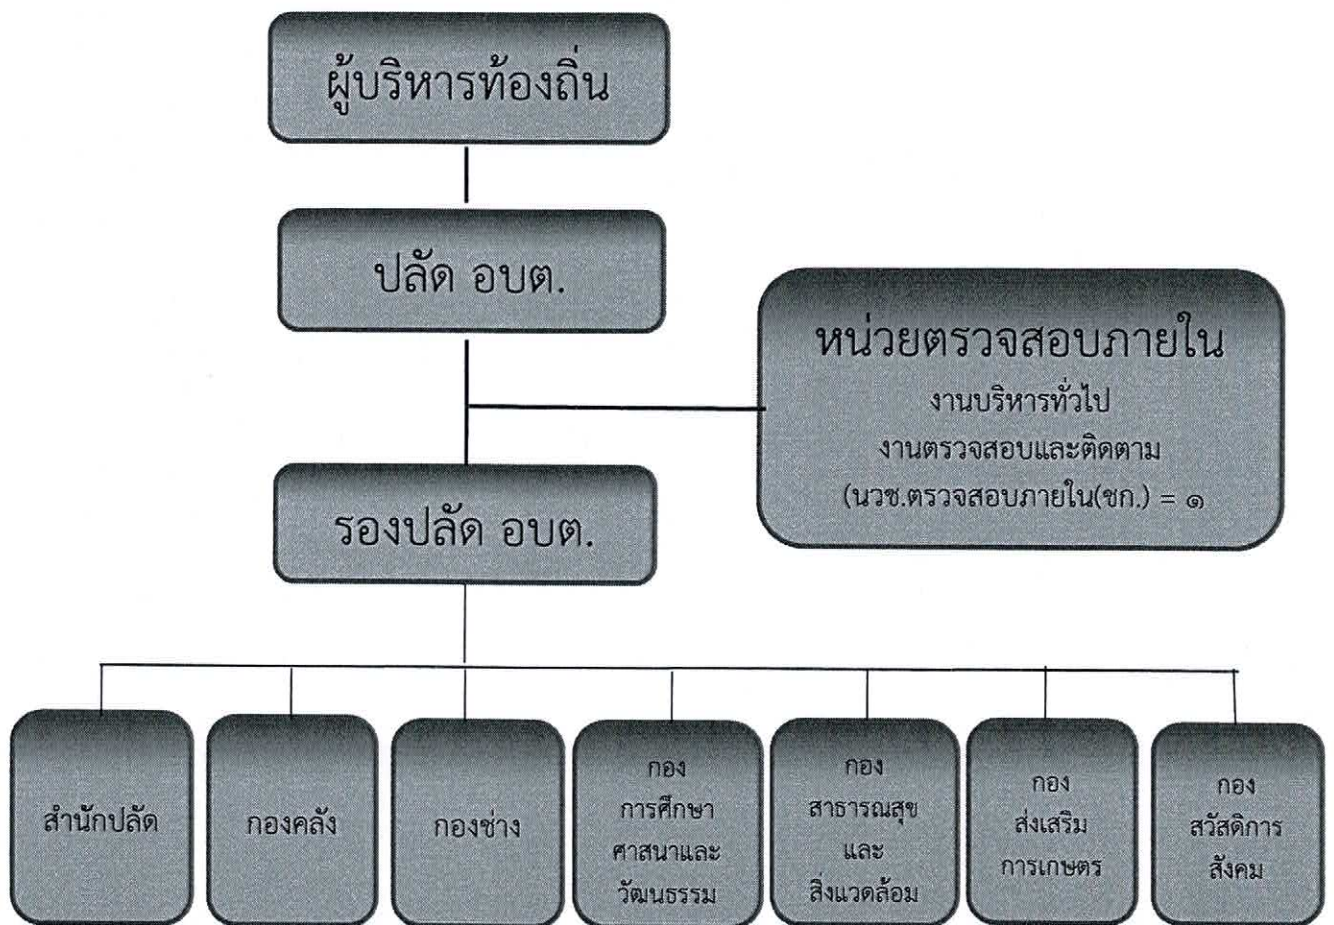 ผู้บริหารท้องถิ่น
ปลัด อบต.
หน่วยตรวจสอบภายใน
งานบริหารทั่วไป
งานตรวจสอบและติดตาม
(นวช.ตรวจสอบภายใน(ชก.) = ๑
รองปลัด อบต.
สำนักปลัด
กองคลัง
กองช่าง
กอง
การศึกษา
ศาสนาและ
วัฒนธรรม
กอง
สาธารณสุข
และ
สิ่งแวดล้อม
กอง
ส่งเสริม
การเกษตร
กอง
สวัสดิการ
สังคม